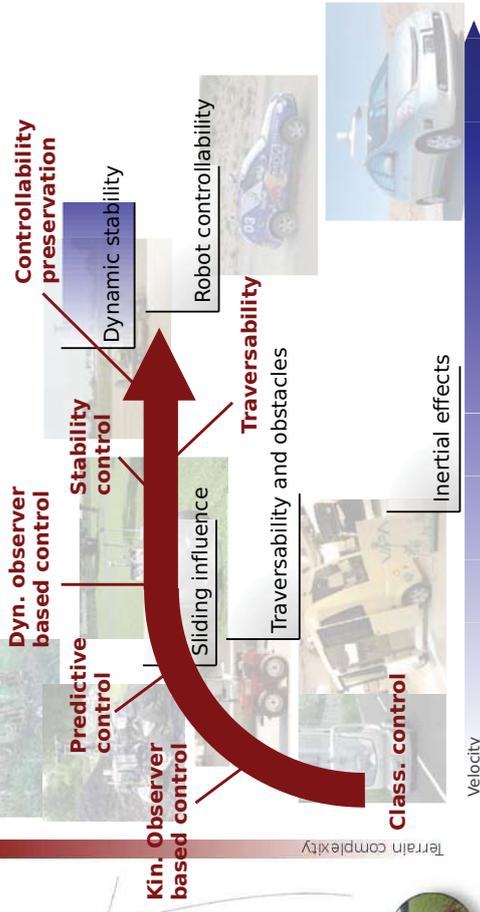 Controllability
preservation
Dynamic stability
Robot controllability
Stability
control
Traversability
Dyn. observer
based control
Sliding influence
Traversability and obstacles
Inertial effects
Predictive
control
Kin. Observer
based control
Class. control
Terrain complexity
Velocity